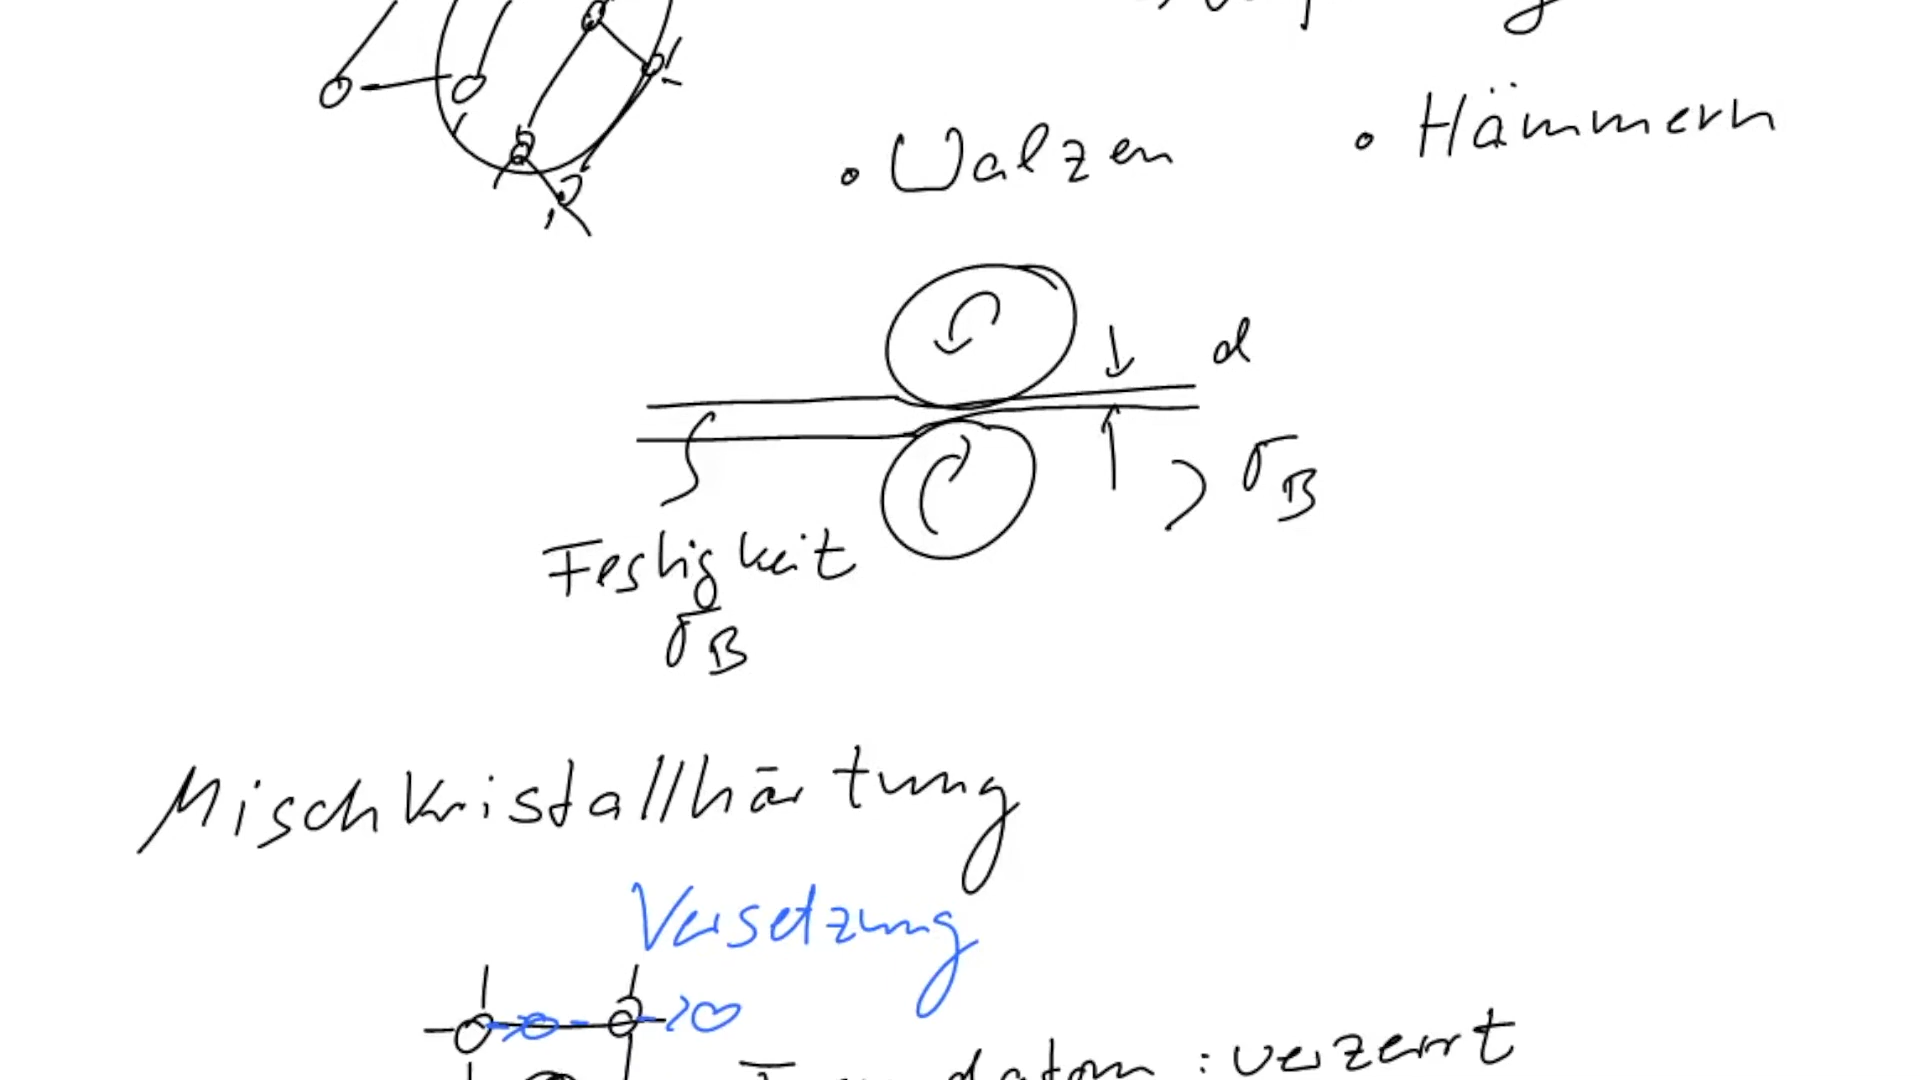 • Walzen • Hämmern
d
> σB
Festigkeit
σB
Mischkristallhärtung
Versetzung
: verzerrt